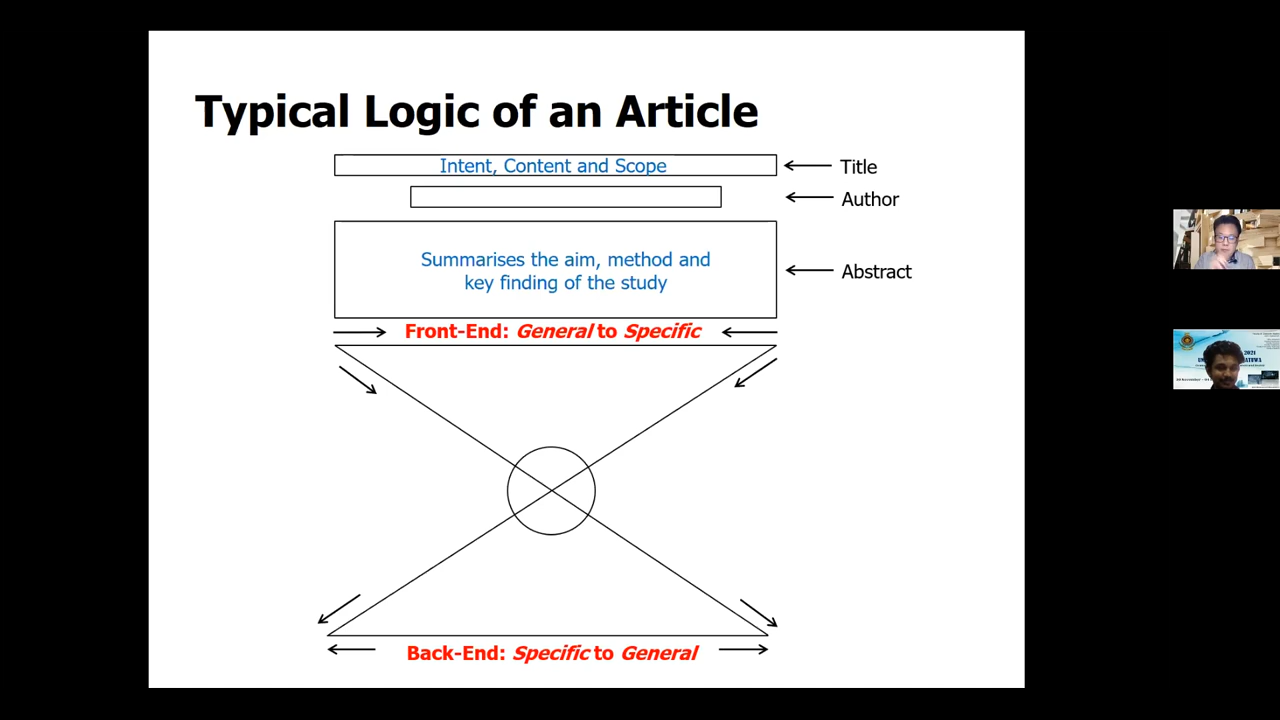 Typical Logic of an Article
Intent, Content and Scope
Title
Author
Summarises the aim, method and
key finding of the study
Abstract
Front-End: General to Specific
Back-End: Specific to General
2021